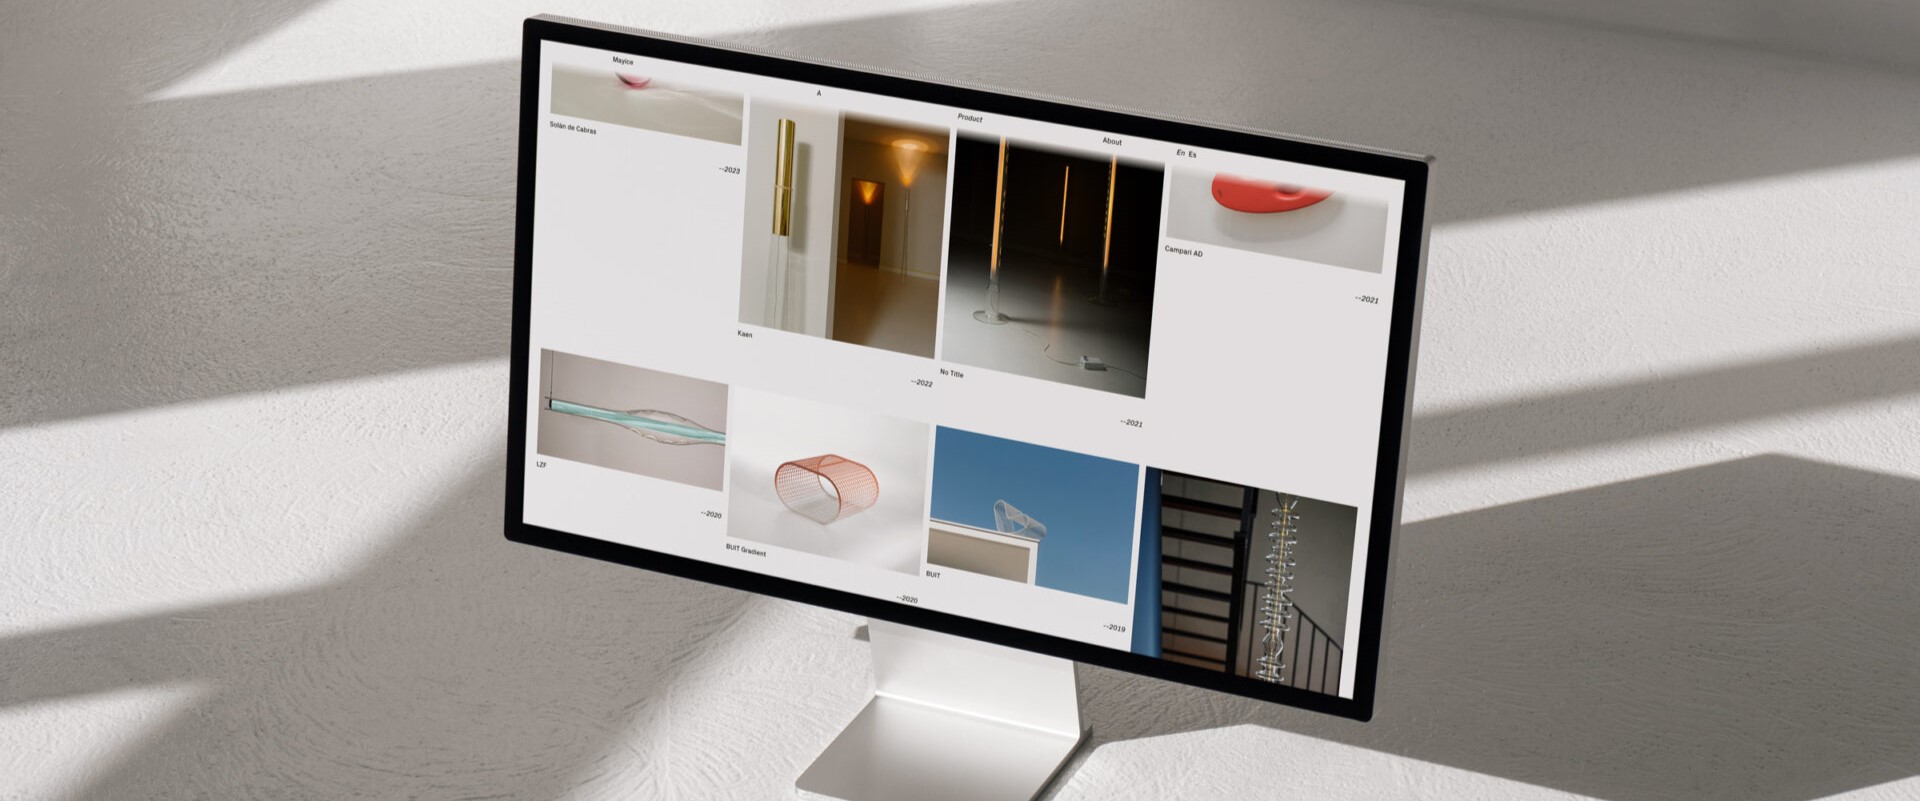 Mayice
A
Product
About
En Es
Solán de Cabras
--2023
Kaen
--2022
No Title
--2021
Campari AD
--2021
LZF
--2020
BUIT Gradient
--2020
BUIT
--2019